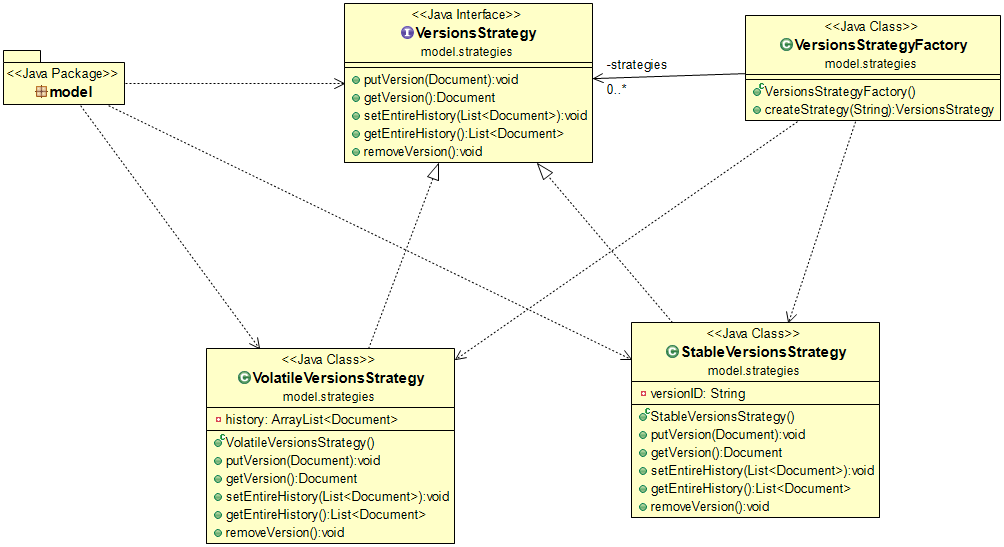 <<Java Package>>
model
<<Java Interface>>
VersionsStrategy
model.strategies
putVersion(Document):void
getVersion():Document
setEntireHistory(List<Document>):void
getEntireHistory():List<Document>
removeVersion():void
-strategies
0..*
<<Java Class>>
VersionsStrategyFactory
model.strategies
VersionsStrategyFactory()
createStrategy(String):VersionsStrategy
<<Java Class>>
VolatileVersionsStrategy
model.strategies
history: ArrayList<Document>
VolatileVersionsStrategy()
putVersion(Document):void
getVersion():Document
setEntireHistory(List<Document>):void
getEntireHistory():List<Document>
removeVersion():void
<<Java Class>>
StableVersionsStrategy
model.strategies
versionID: String
StableVersionsStrategy()
putVersion(Document):void
getVersion():Document
setEntireHistory(List<Document>):void
getEntireHistory():List<Document>
removeVersion():void